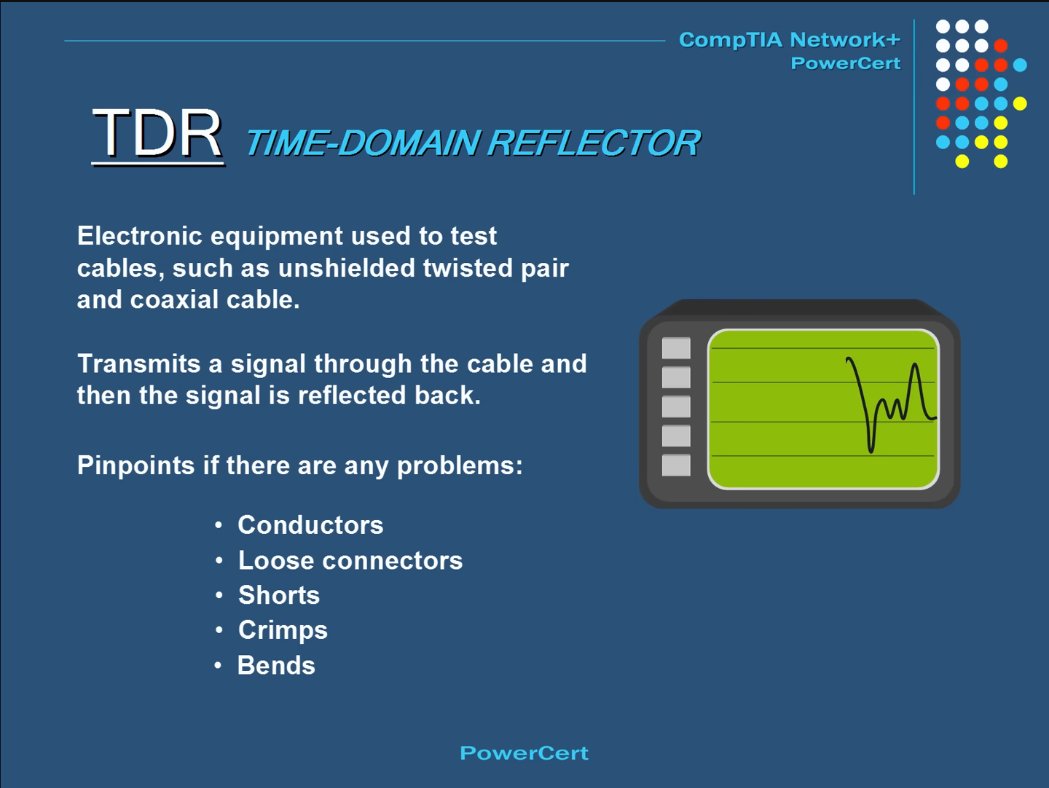 CompTIA Network+
PowerCert
TDR TIME-DOMAIN REFLECTOR
Electronic equipment used to test
cables, such as unshielded twisted pair
and coaxial cable.
Transmits a signal through the cable and
then the signal is reflected back.
Pinpoints if there are any problems:
• Conductors
• Loose connectors
• Shorts
• Crimps
• Bends
PowerCert